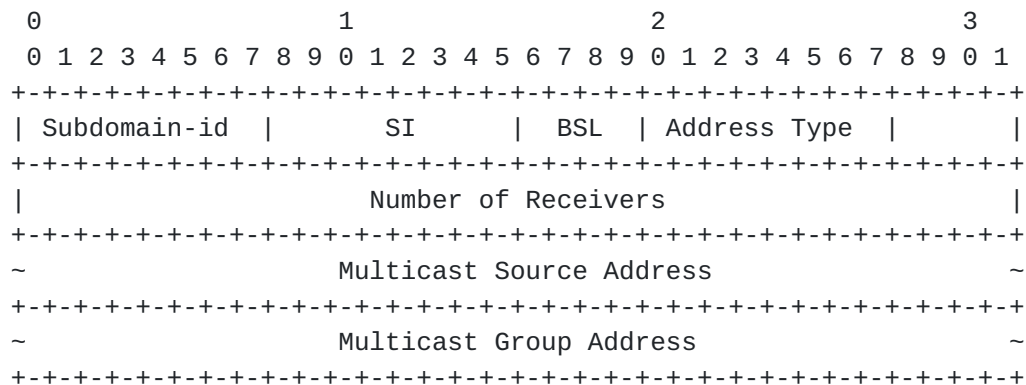 0                   1                   2                   3
 0 1 2 3 4 5 6 7 8 9 0 1 2 3 4 5 6 7 8 9 0 1 2 3 4 5 6 7 8 9 0 1
+-+-+-+-+-+-+-+-+-+-+-+-+-+-+-+-+-+-+-+-+-+-+-+-+-+-+-+-+-+-+-+-+
| Subdomain-id  |       SI      |  BSL  | Address Type  |       |
+-+-+-+-+-+-+-+-+-+-+-+-+-+-+-+-+-+-+-+-+-+-+-+-+-+-+-+-+-+-+-+-+
|                      Number of Receivers                      |
+-+-+-+-+-+-+-+-+-+-+-+-+-+-+-+-+-+-+-+-+-+-+-+-+-+-+-+-+-+-+-+-+
~                    Multicast Source Address                   ~
+-+-+-+-+-+-+-+-+-+-+-+-+-+-+-+-+-+-+-+-+-+-+-+-+-+-+-+-+-+-+-+-+
~                    Multicast Group Address                    ~
+-+-+-+-+-+-+-+-+-+-+-+-+-+-+-+-+-+-+-+-+-+-+-+-+-+-+-+-+-+-+-+-+